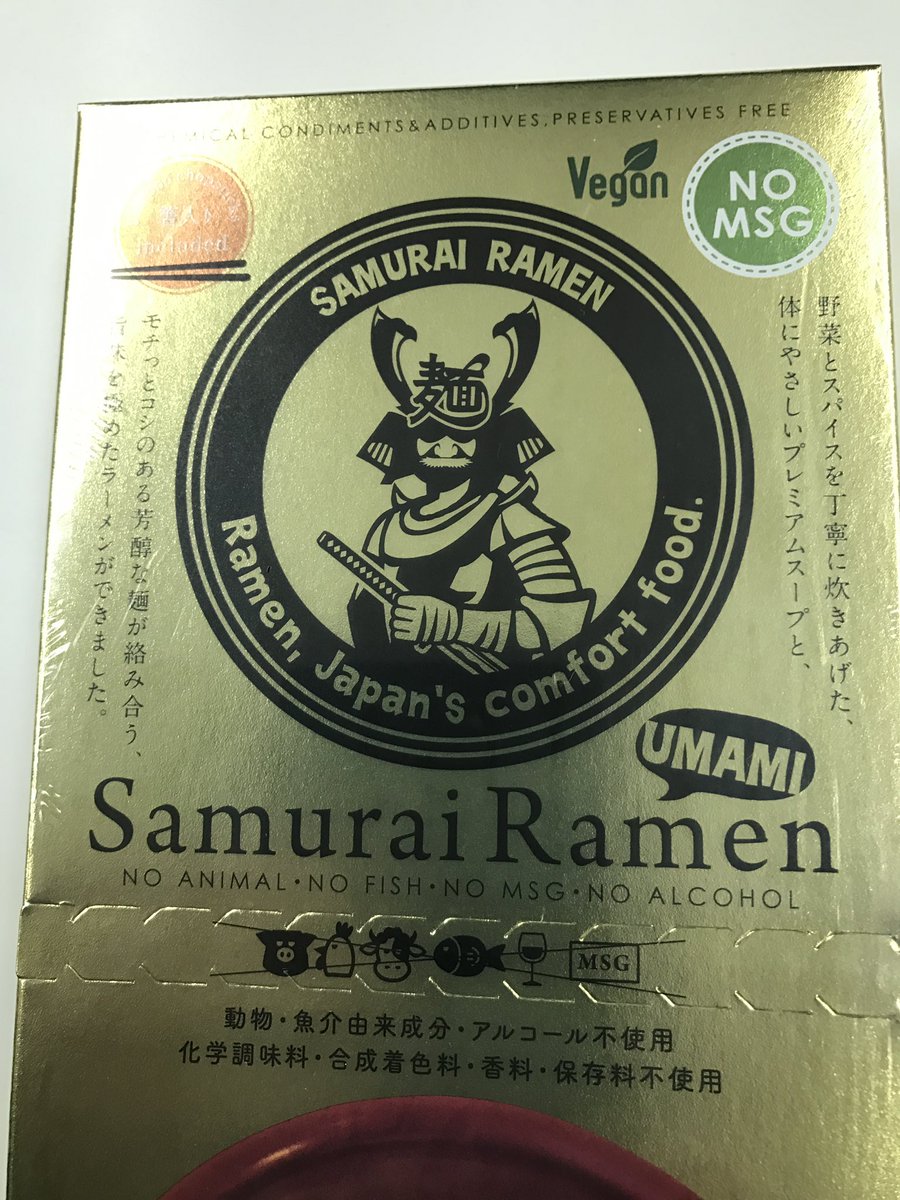 CONDIMENTS&ADDITIVES,PRESERVATIVES FREE
Vegan
NO
MSG
included
SAMURAI RAMEN
麺
Ramen, Japan's comfort food.
野菜とスパイスを丁寧に炊きあげた、
体にやさしいプレミアムスープと、
モチっとコシのある芳醇な麺が絡み合う、
味を極めたラーメンができました。
UMAMI
Samurai Ramen
NO ANIMAL・NO FISH・NO MSG・NO ALCOHOL
MSG
動物・魚介由来成分・アルコール不使用
化学調味料・合成着色料・香料・保存料不使用